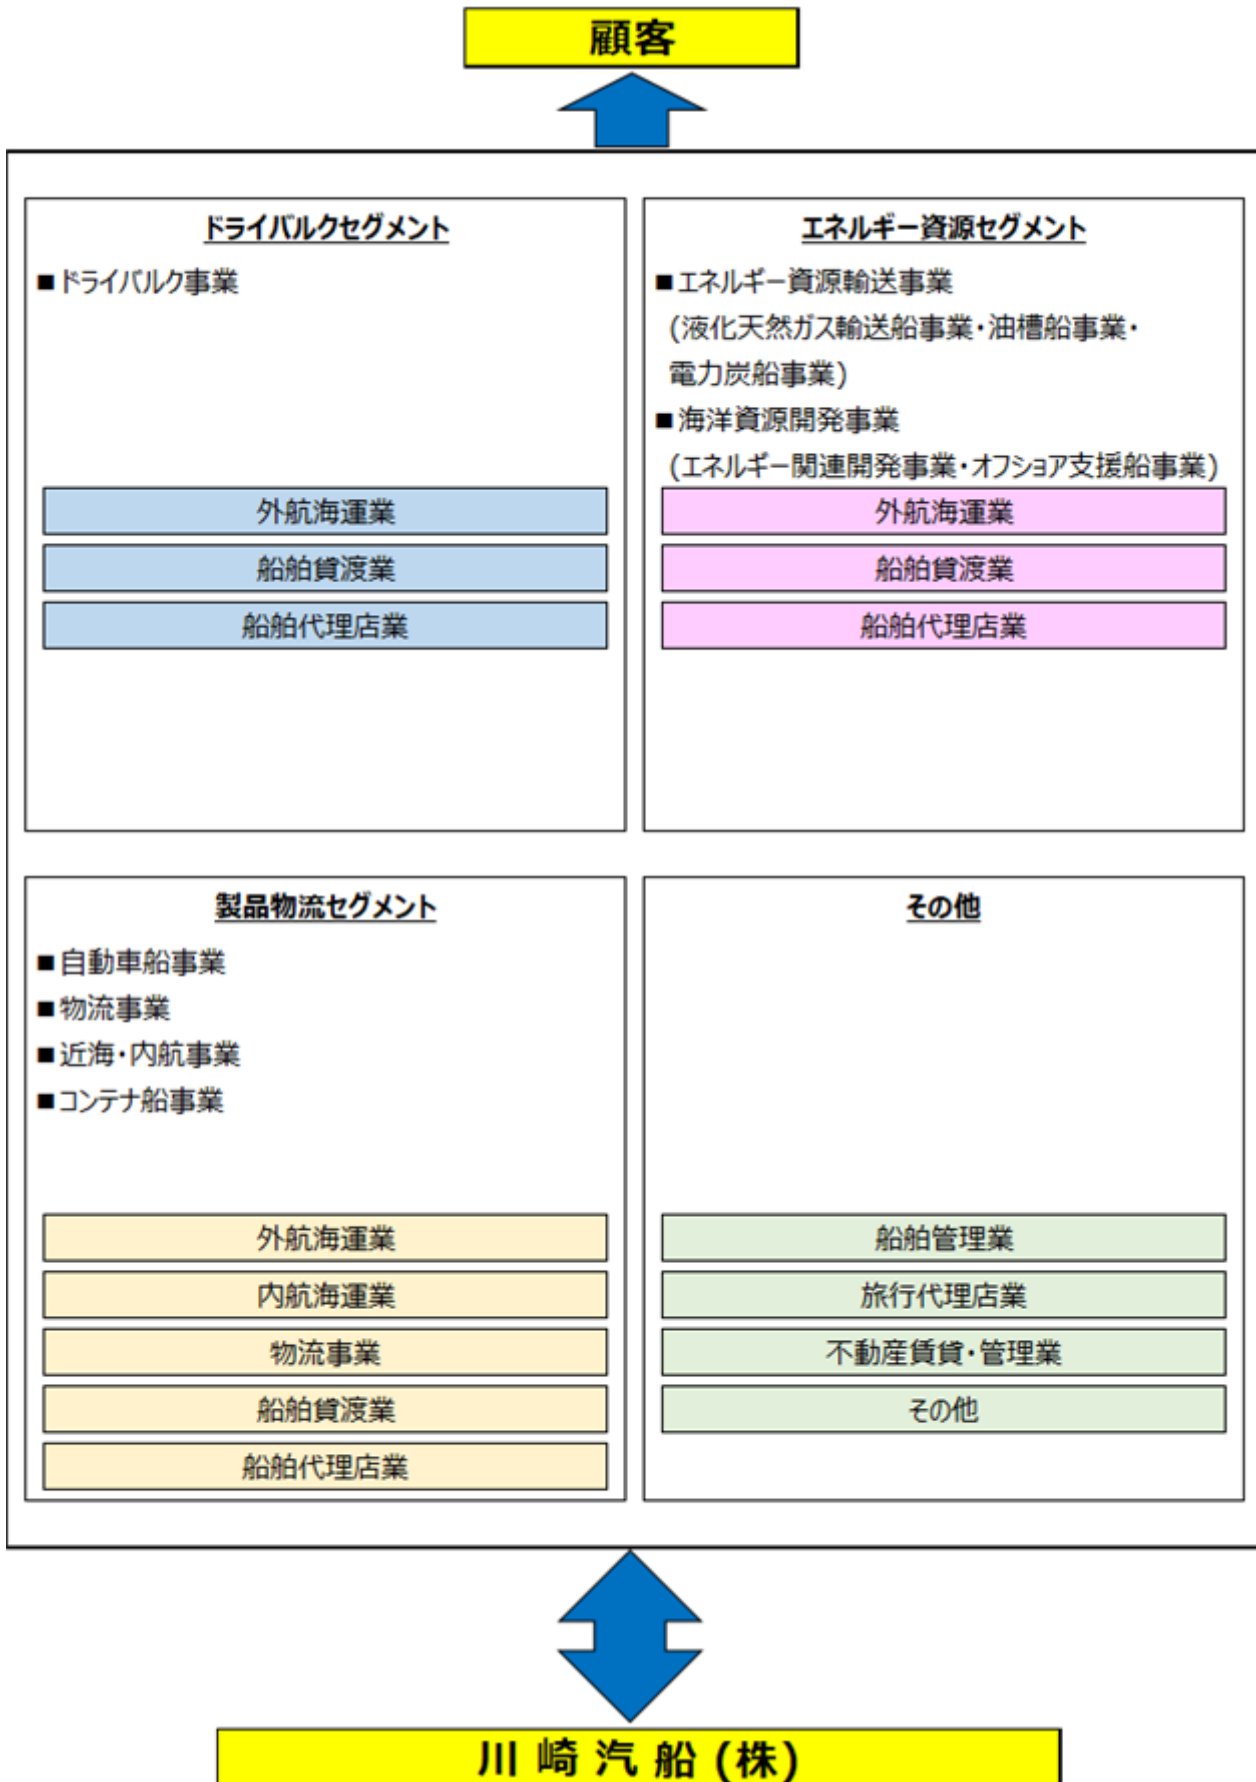 顧客
ドライバルクセグメント
■ドライバルク事業
外航海運業
船舶貸渡業
船舶代理店業
エネルギー資源セグメント
■エネルギー資源輸送事業
(液化天然ガス輸送船事業・油槽船事業・
電力炭船事業)
■海洋資源開発事業
(エネルギー関連開発事業・オフショア支援船事業)
外航海運業
船舶貸渡業
船舶代理店業
製品物流セグメント
■自動車船事業
■物流事業
■近海・内航事業
■コンテナ船事業
外航海運業
内航海運業
物流事業
船舶貸渡業
船舶代理店業
その他
船舶管理業
旅行代理店業
不動産賃貸・管理業
その他
川崎汽船(株)